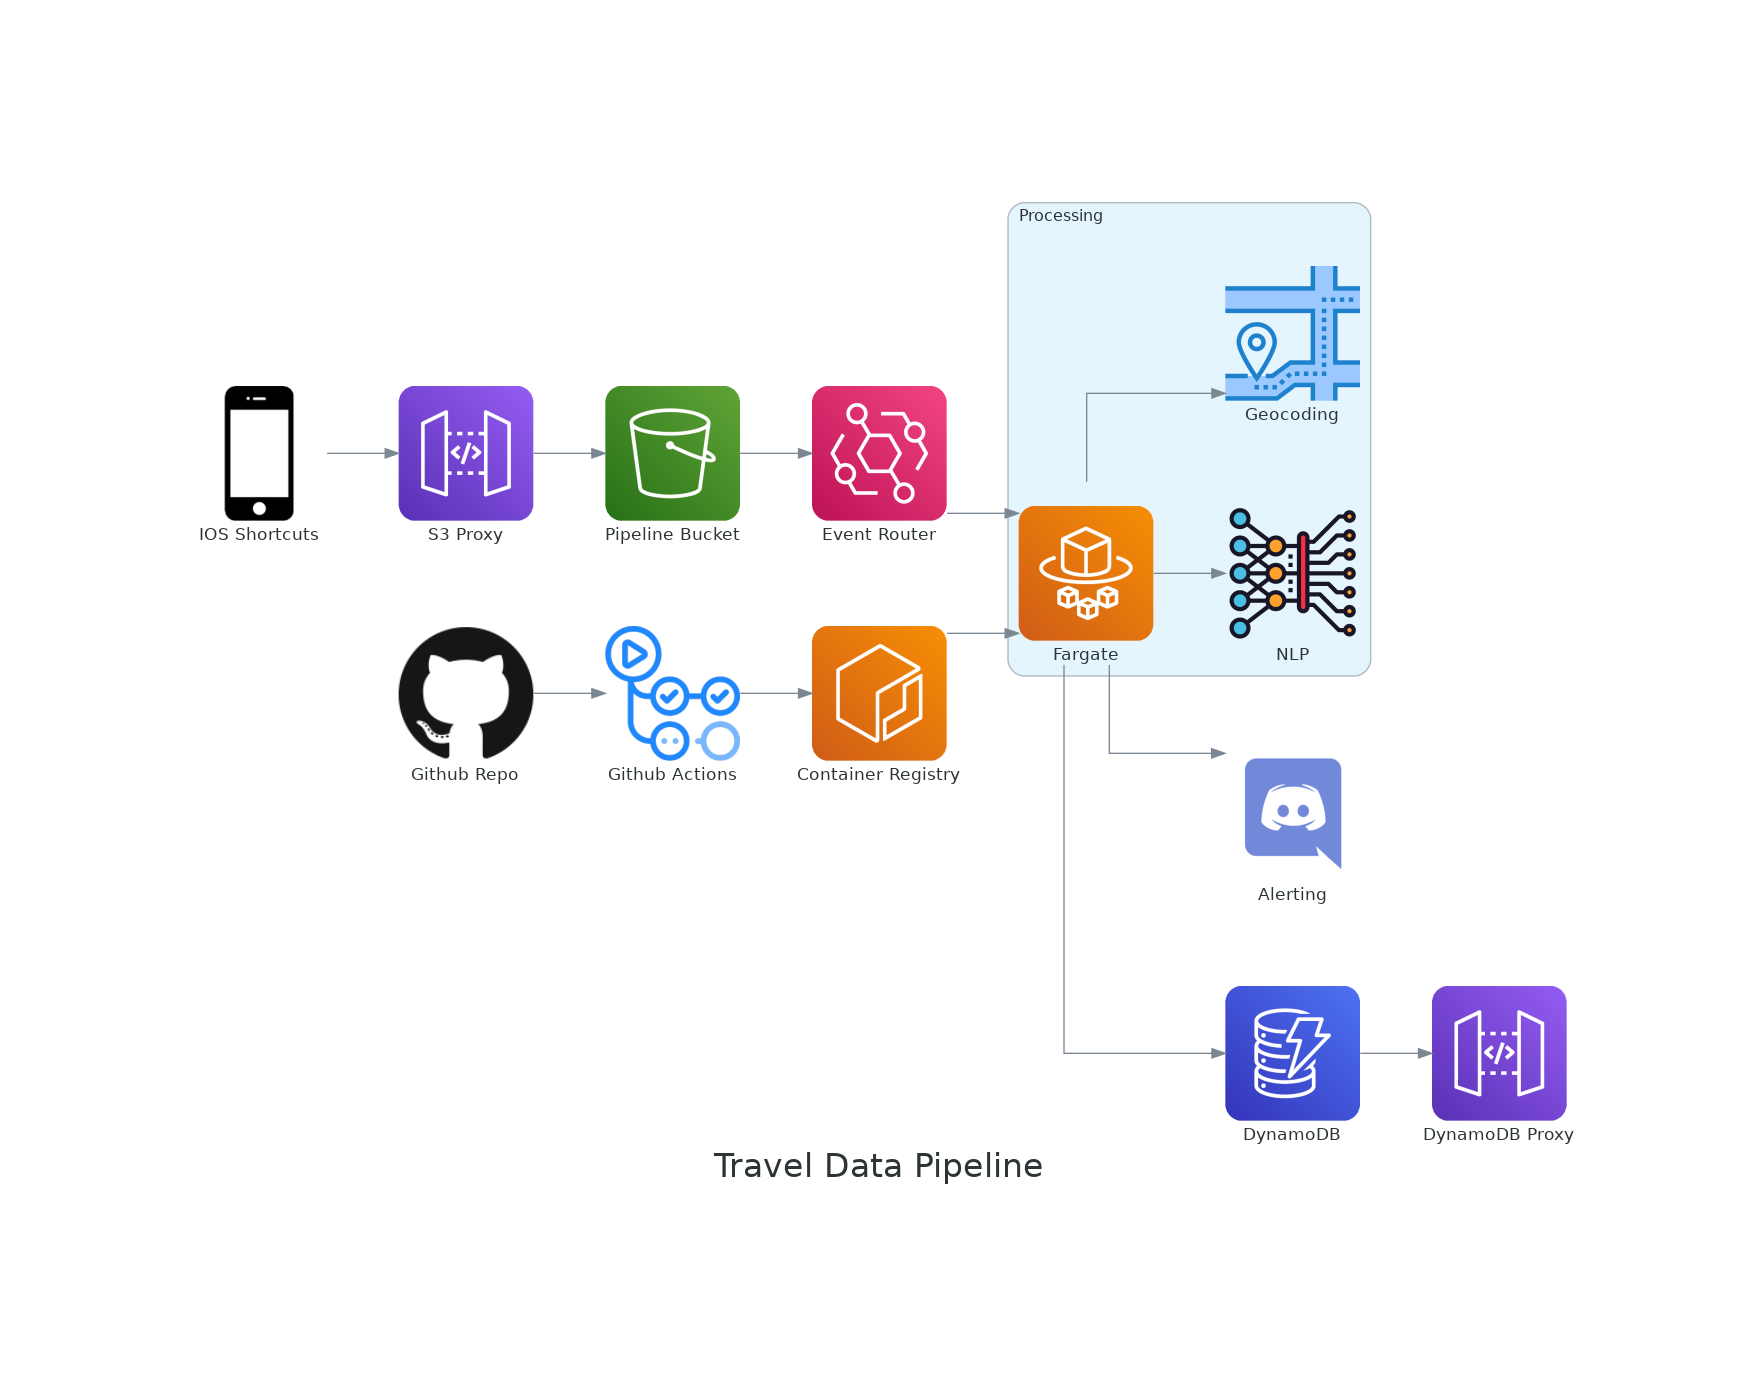 Processing
Geocoding
IOS Shortcuts
S3 Proxy
Pipeline Bucket
Event Router
Fargate
NLP
Github Repo
Github Actions
Container Registry
Alerting
DynamoDB
DynamoDB Proxy
Travel Data Pipeline